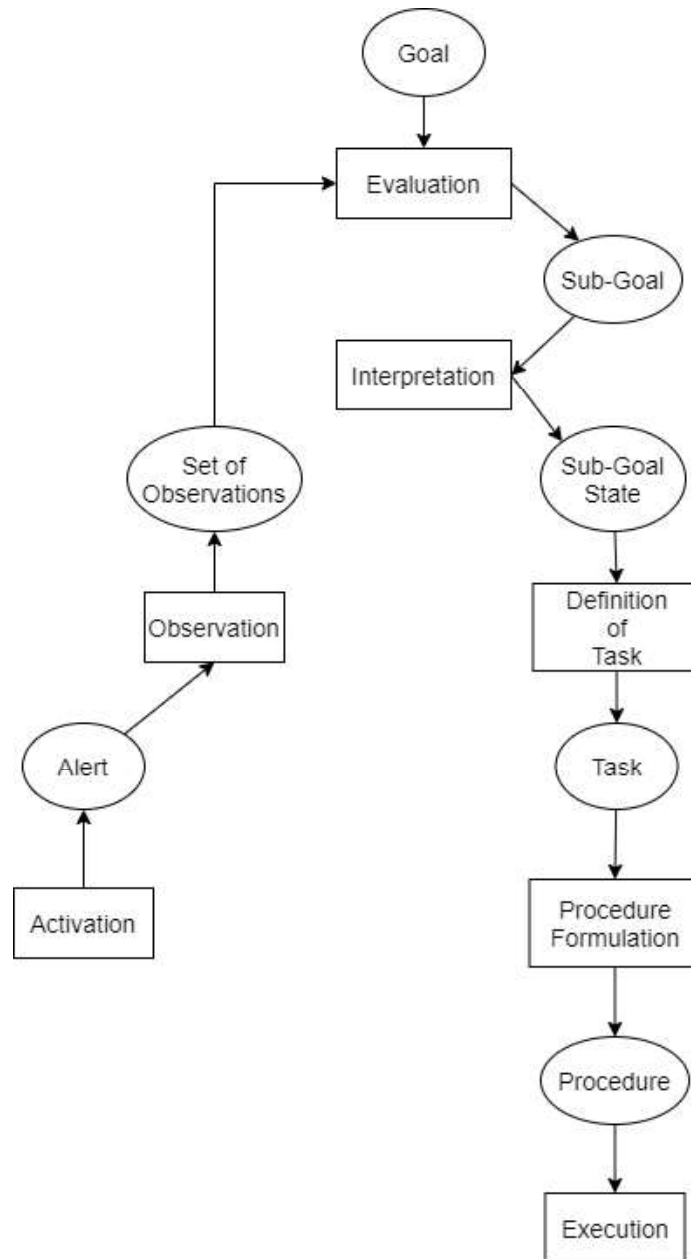 Goal
Evaluation
Sub-Goal
Interpretation
Set of
Observations
Sub-Goal
State
Observation
Definition
of
Task
Alert
Task
Activation
Procedure
Formulation
Procedure
Execution